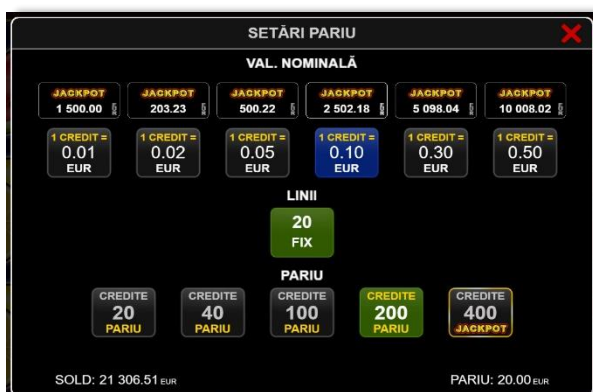 SETĂRI PARIU
VAL. NOMINALĂ
JACKPOT JACKPOT JACKPOT JACKPOT JACKPOT JACKPOT
1 500.00 203.23 500.22 2 502.18 5 098.04 10 008.02
1 CREDIT = 1 CREDIT = 1 CREDIT = 1 CREDIT = 1 CREDIT = 1 CREDIT =
0.01 0.02 0.05 0.10 0.30 0.50
EUR EUR EUR EUR EUR EUR
LINII
20
FIX
PARIU
CREDITE CREDITE CREDITE CREDITE CREDITE
20 40 100 200 400
PARIU PARIU PARIU PARIU JACKPOT
SOLD: 21 306.51 EUR PARIU: 20.00 EUR